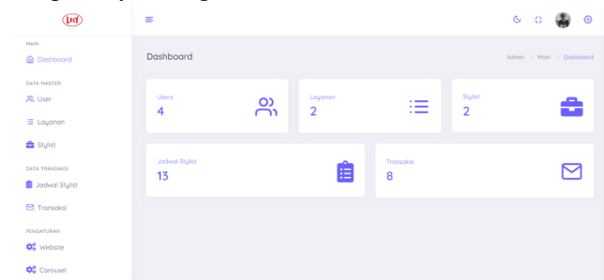 Lily
Dashboard
Admin / Main / Dashboard
MAIN
Dashboard
DATA MASTER
User
Layanan
Stylist
DATA TRANSAKSI
Jadwal Stylist
Transaksi
PENGATURAN
Website
Carousel
Users
4
Layanan
2
Stylist
2
Jadwal Stylist
13
Transaksi
8